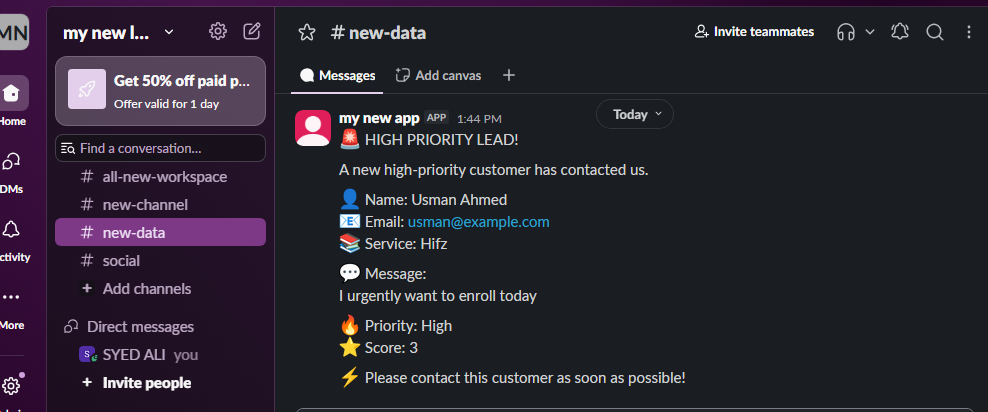 MN
Home
DMs
ctivity
More
my new l...
Get 50% off paid p...
Offer valid for 1 day
Find a conversation...
# all-new-workspace
# new-channel
# new-data
# social
+ Add channels
Direct messages
S SYED ALI you
+ Invite people
# new-data
Invite teammates
Messages
Add canvas
+
Today
my new app APP 1:44 PM
🚨 HIGH PRIORITY LEAD!
A new high-priority customer has contacted us.
👤 Name: Usman Ahmed
📧 Email: usman@example.com
📚 Service: Hifz
💬 Message:
I urgently want to enroll today
🔥 Priority: High
⭐ Score: 3
⚡ Please contact this customer as soon as possible!